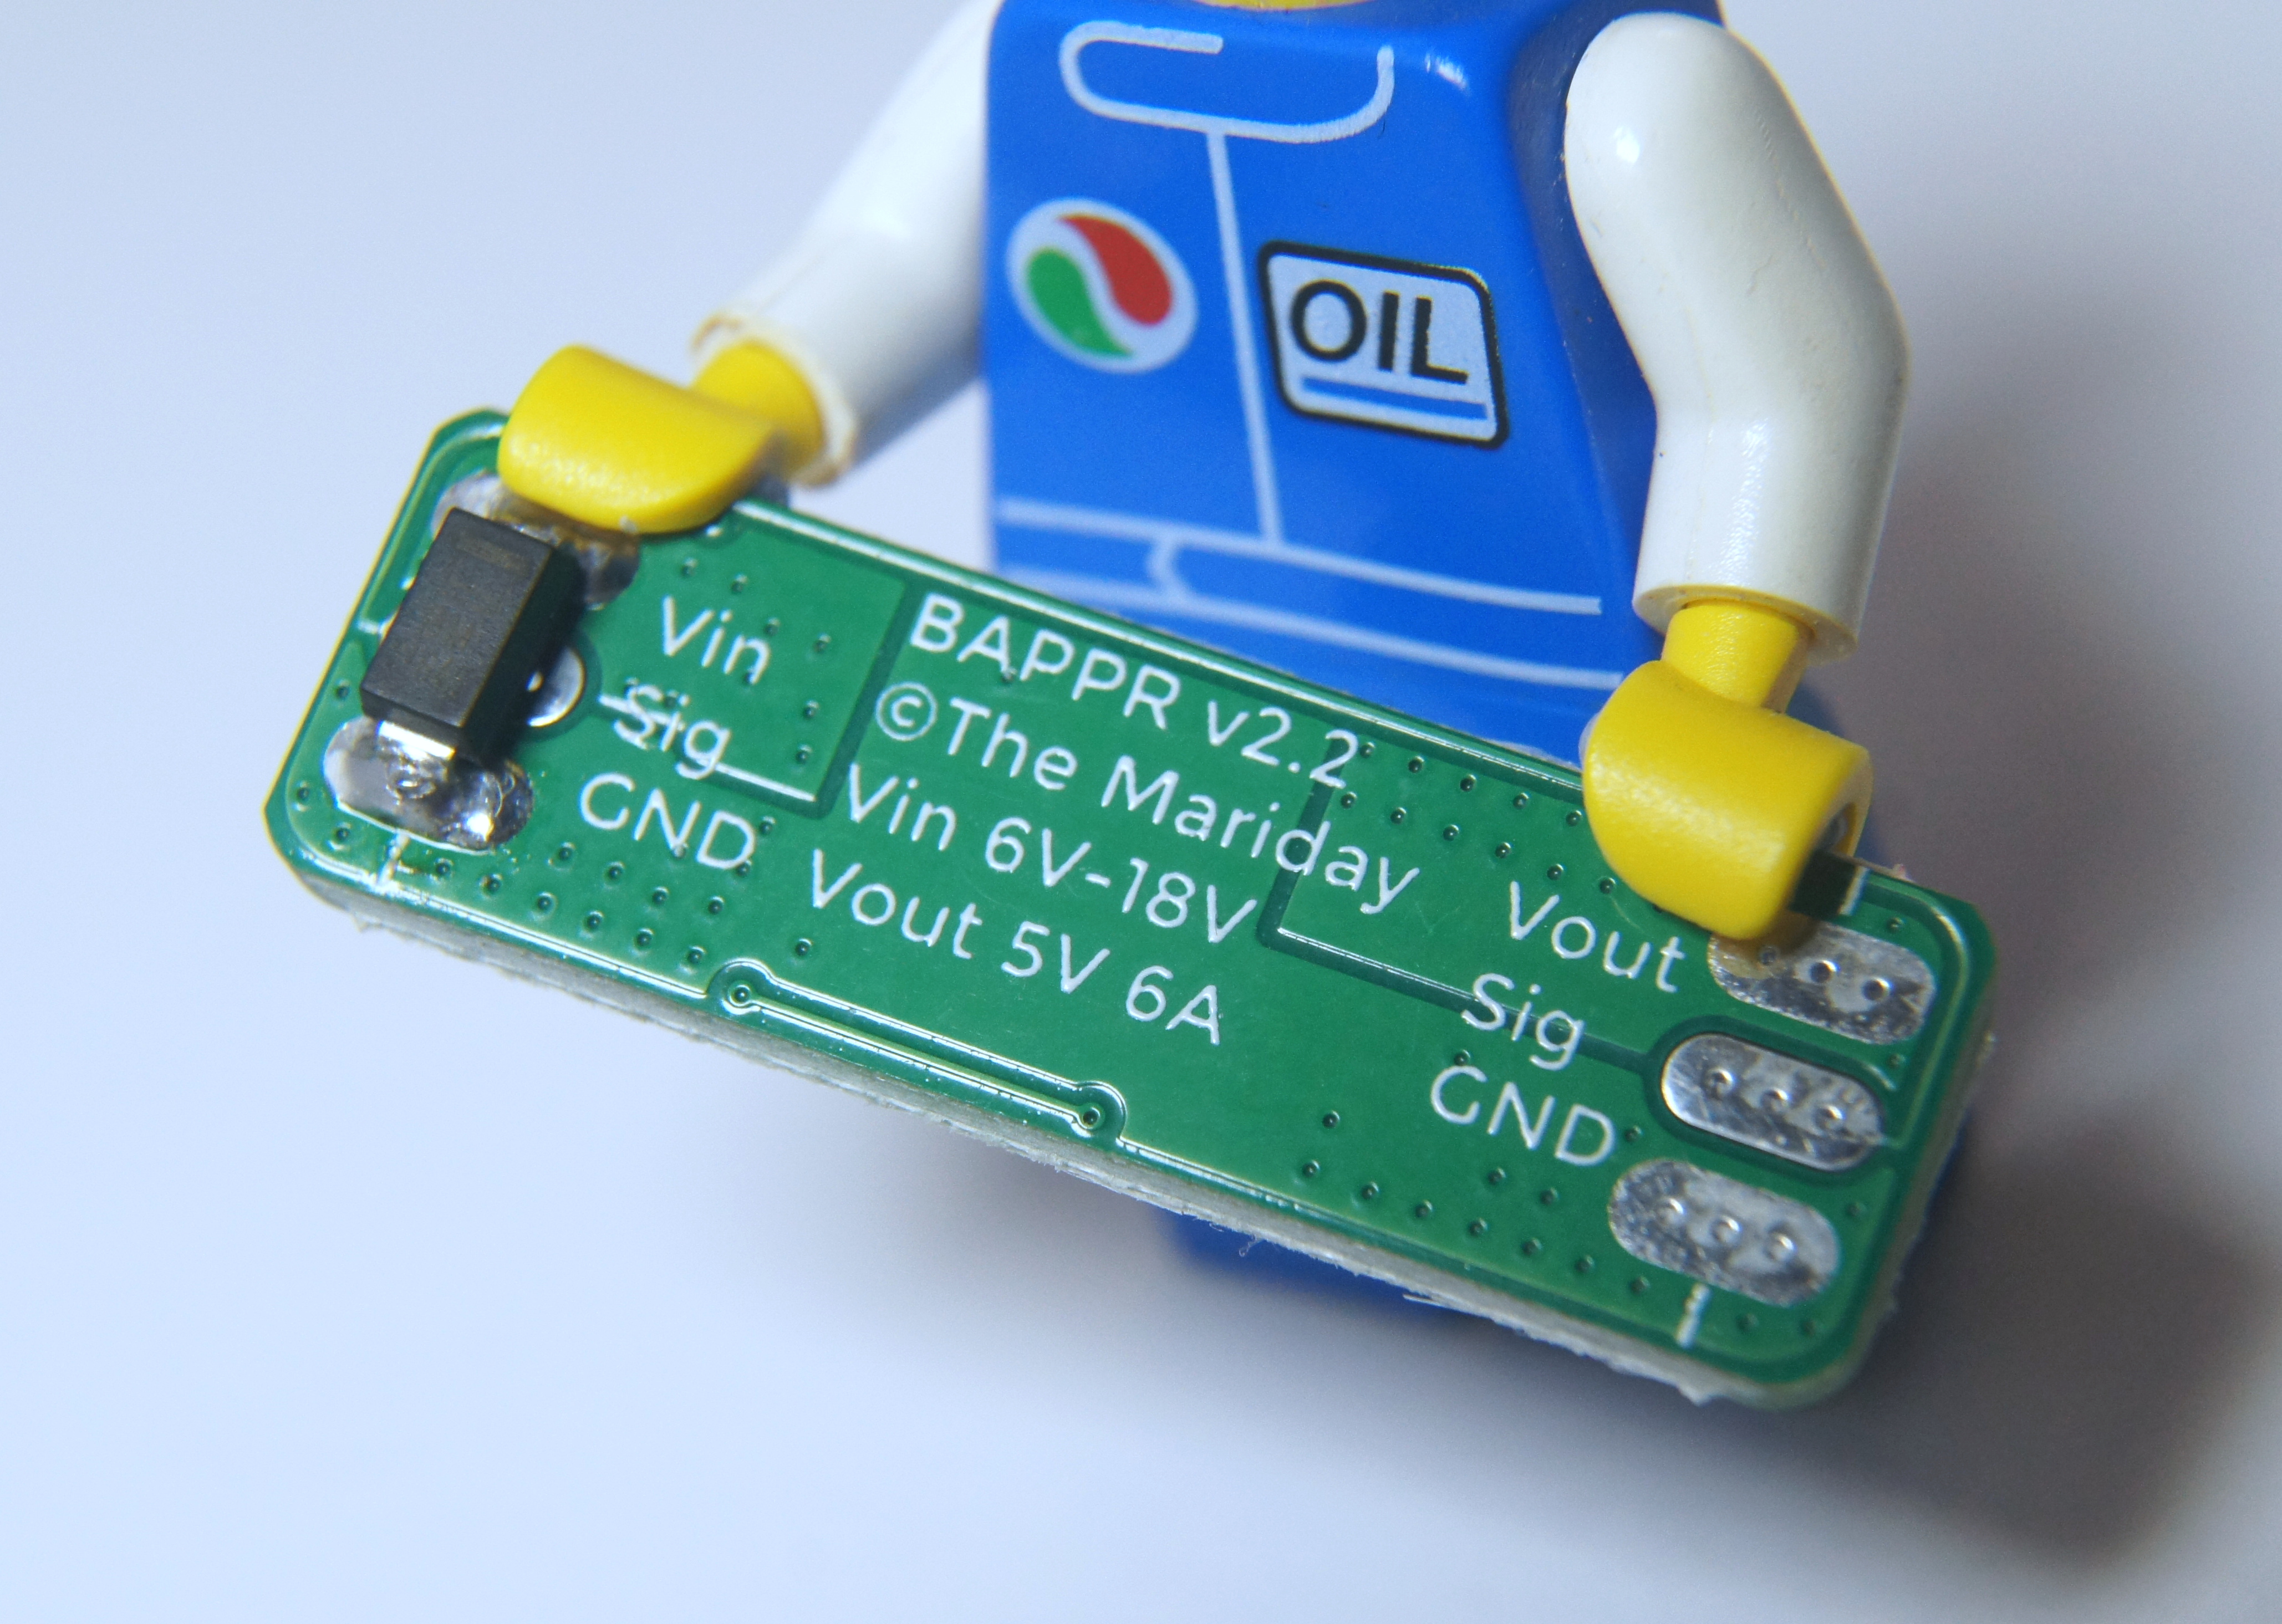 OIL
Vin
Sig
GND
BAPPR v2.2
©The Mariday
Vin 6V-18V
Vout 5V 6A
Vout
Sig
GND